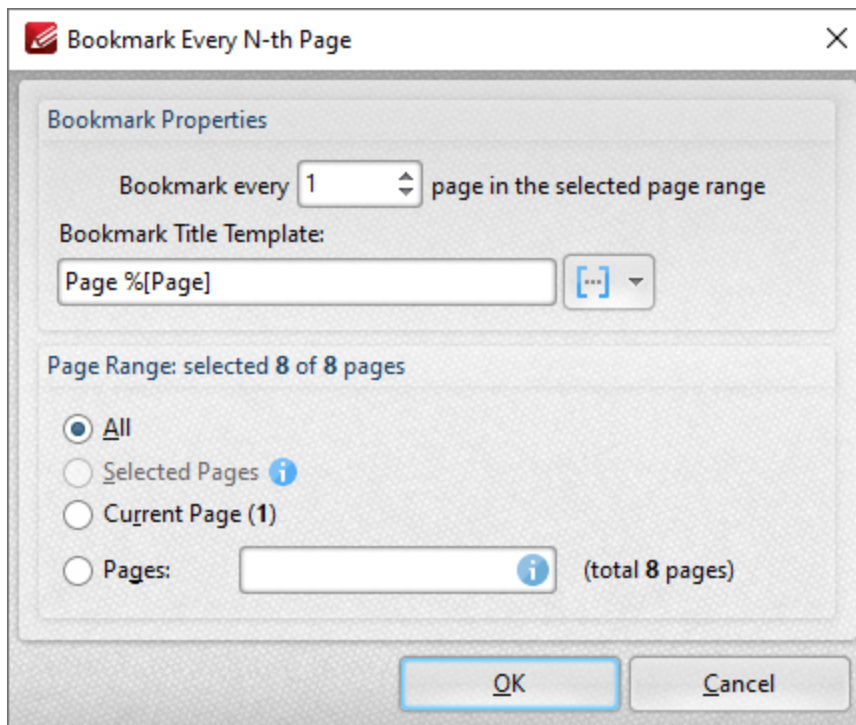 Bookmark Every N-th Page
Bookmark Properties
Bookmark every 1 page in the selected page range
Bookmark Title Template:
Page %[Page]
Page Range: selected 8 of 8 pages
All
Selected Pages
Current Page (1)
Pages: (total 8 pages)
OK Cancel